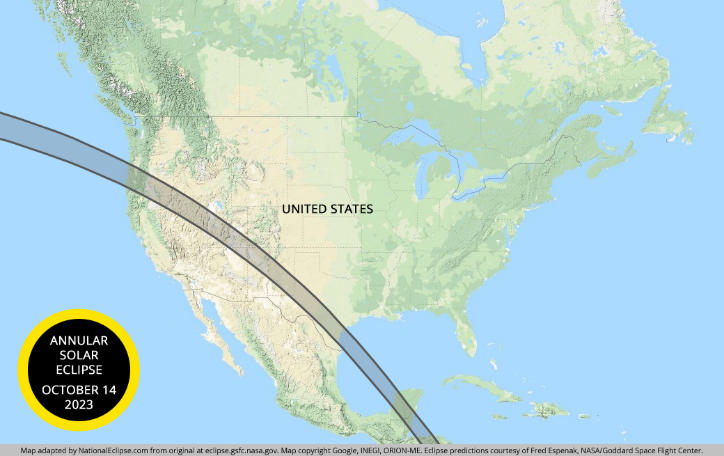 UNITED STATES
ANNULAR
SOLAR
ECLIPSE
OCTOBER 14
2023
Map adapted by NationalEclipse.com from original at eclipse.gsfc.nasa.gov. Map copyright Google, INEGI, ORION-ME. Eclipse predictions courtesy of Fred Espenak, NASA/Goddard Space Flight Center.